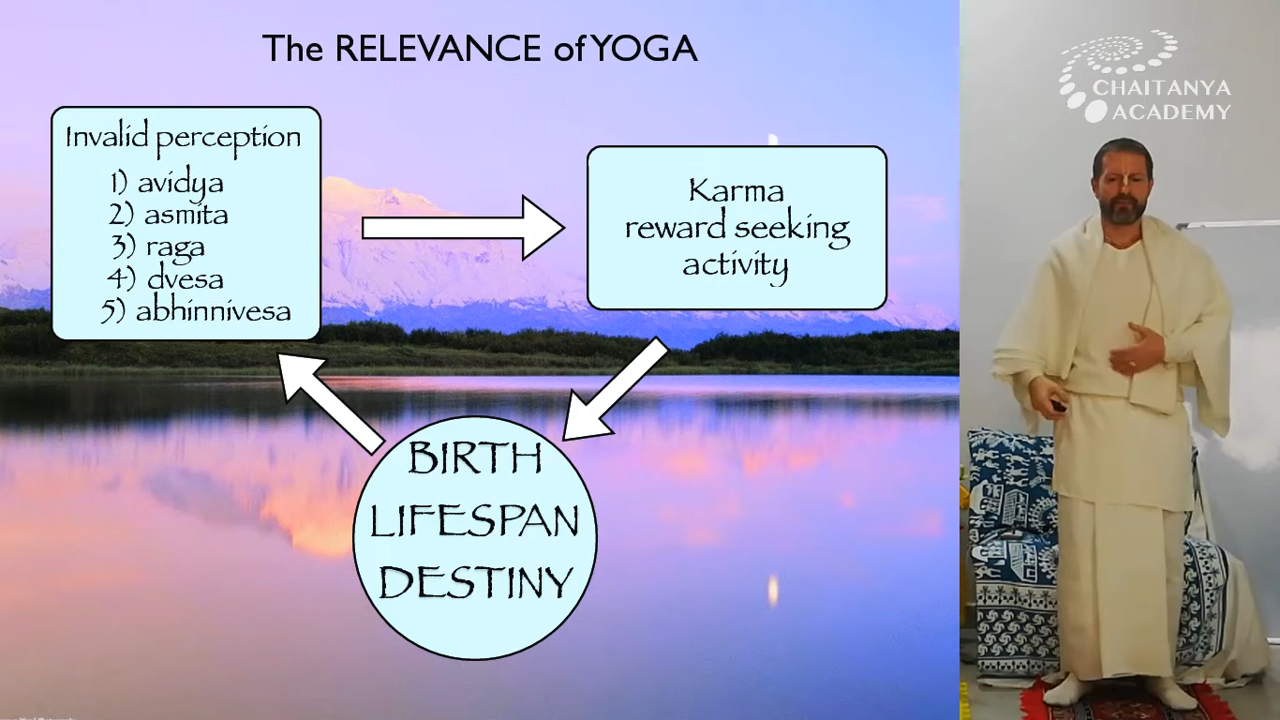 The RELEVANCE of YOGA
Invalid perception
1) avidya
2) asmita
3) raga
4) dvesa
5) abhinnivesa
Karma
reward seeking
activity
BIRTH
LIFESPAN
DESTINY
CHAITANYA
ACADEMY